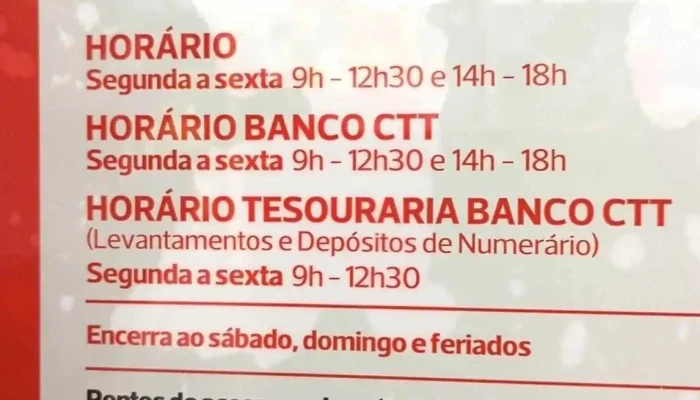 HORÁRIO
Segunda a sexta 9h - 12h30 e 14h - 18h
HORÁRIO BANCO CTT
Segunda a sexta 9h - 12h30 e 14h - 18h
HORÁRIO TESOURARIA BANCO CTT
(Levantamentos e Depósitos de Numerário)
Segunda a sexta 9h - 12h30
Encerra ao sábado, domingo e feriados